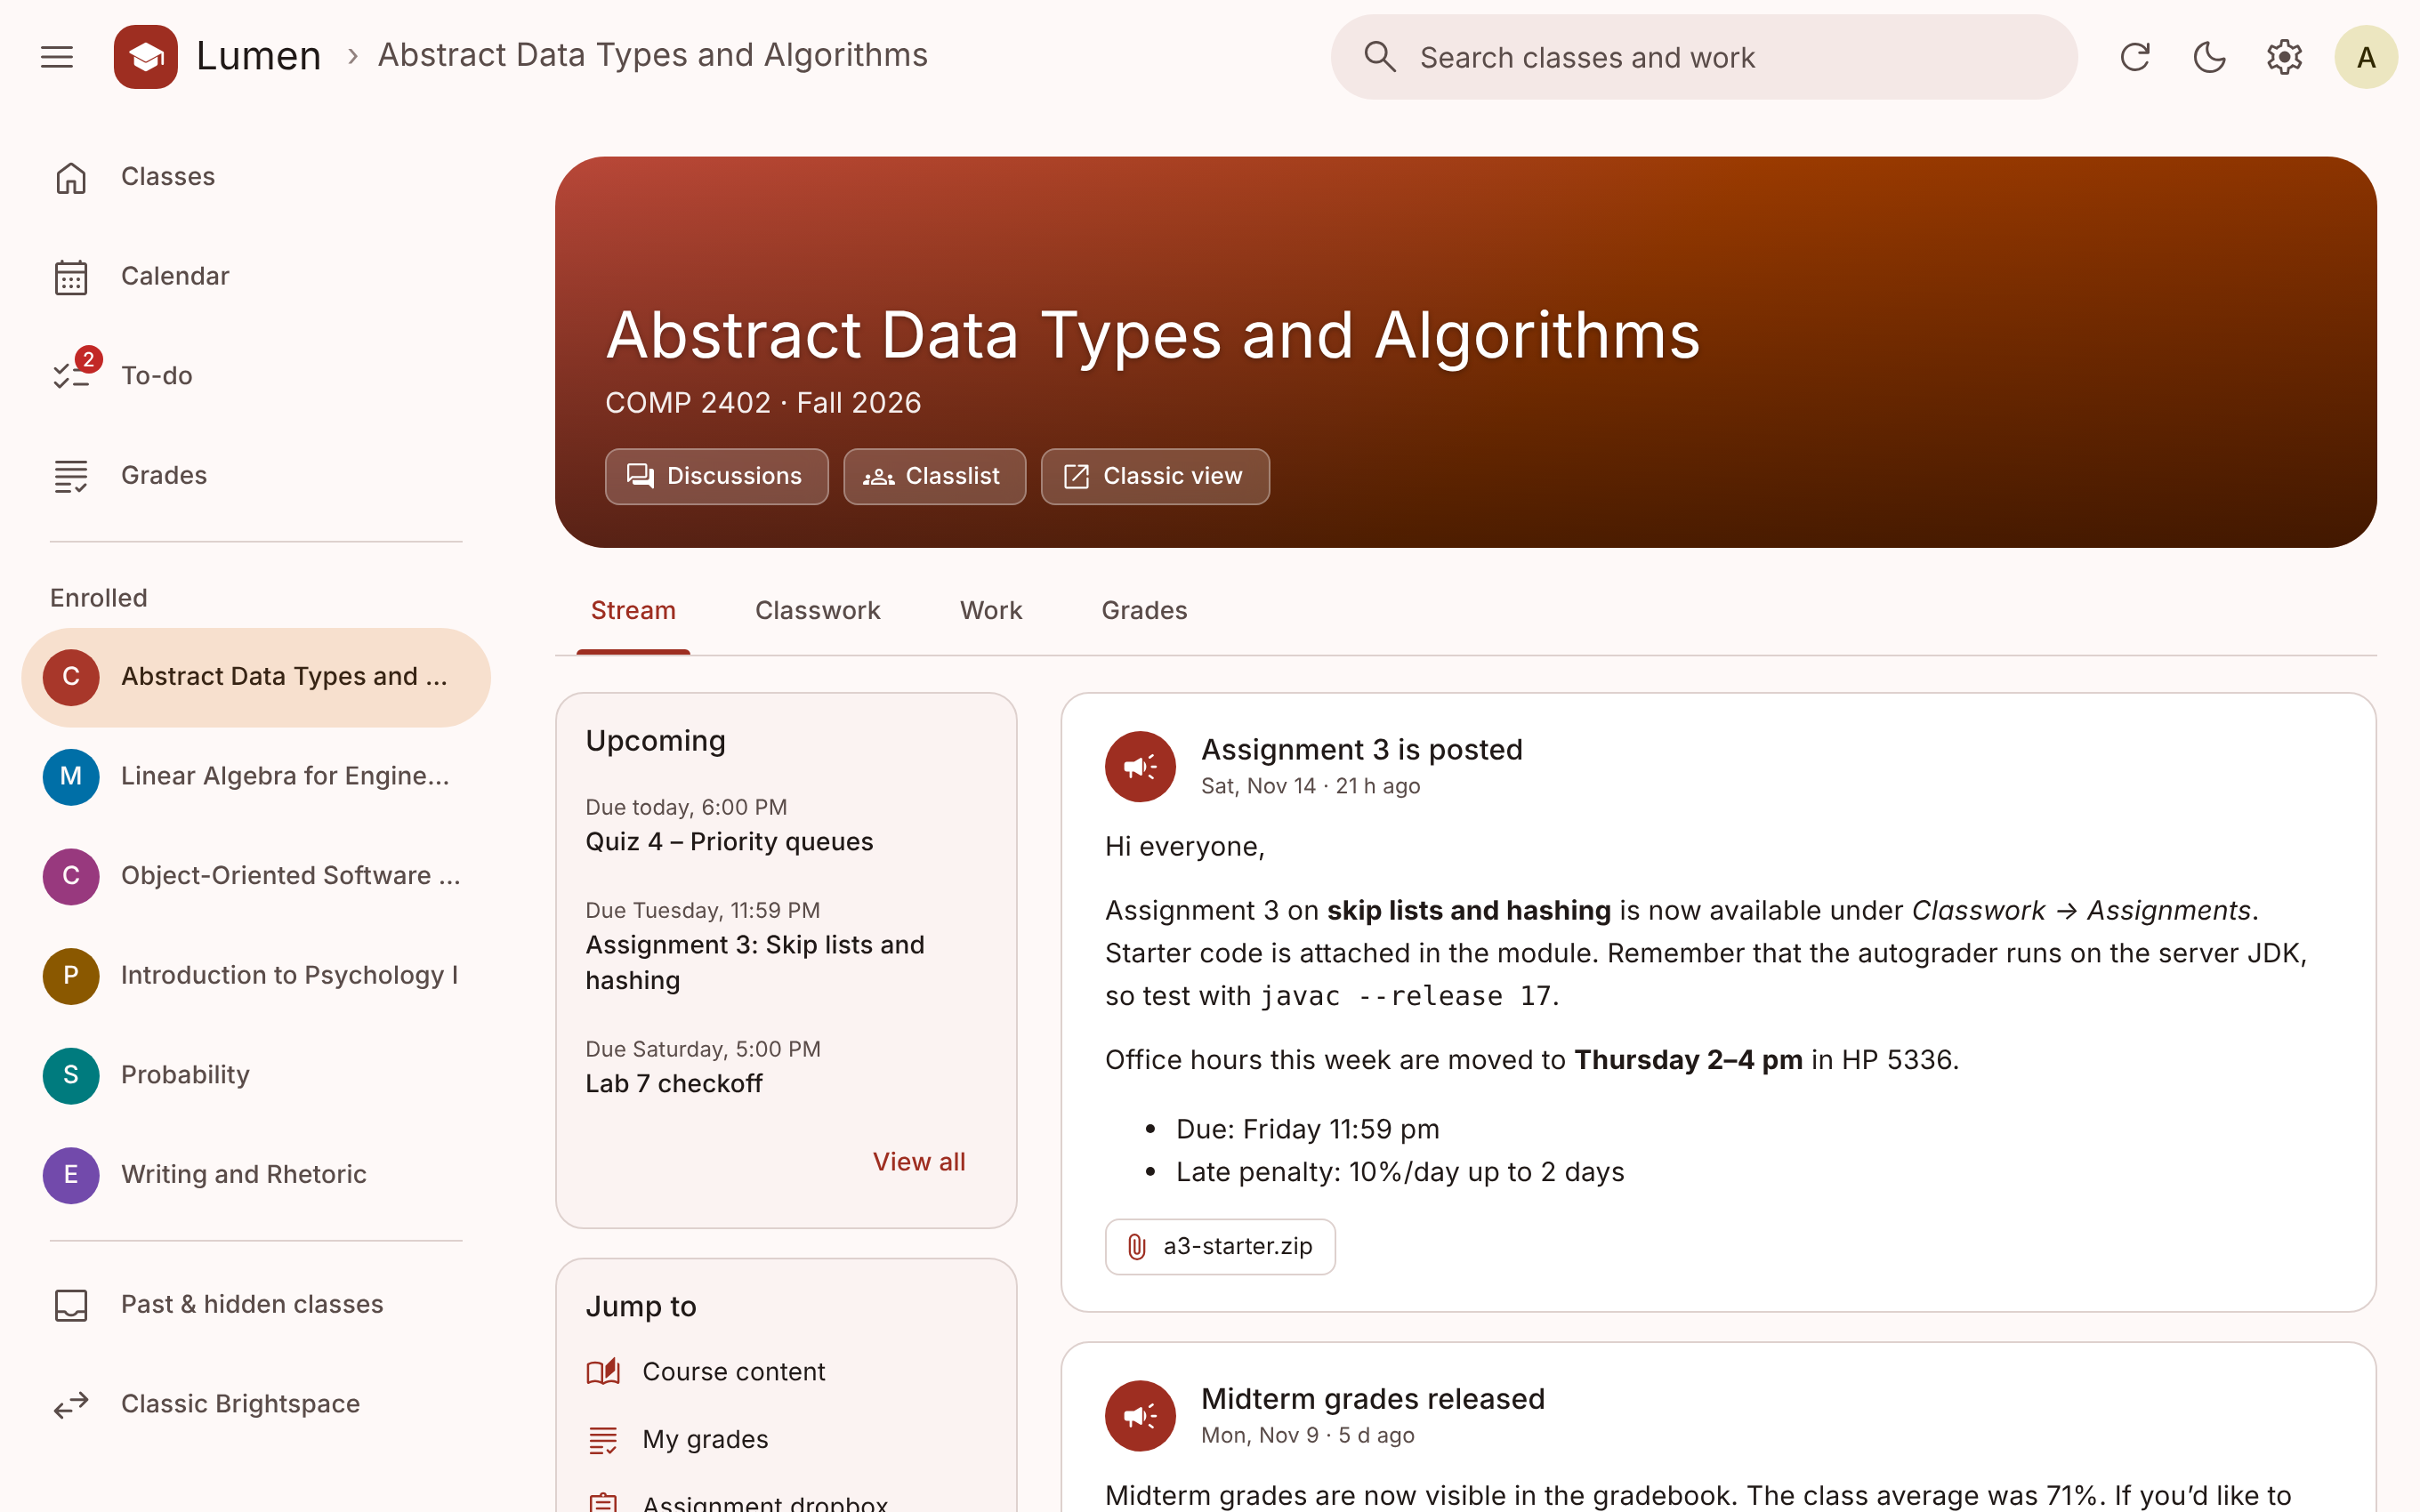 Lumen › Abstract Data Types and Algorithms
Search classes and work
A
Classes
Calendar
2
To-do
Grades
Enrolled
C Abstract Data Types and ...
M Linear Algebra for Engine...
C Object-Oriented Software ...
P Introduction to Psychology I
S Probability
E Writing and Rhetoric
Past & hidden classes
Classic Brightspace
Abstract Data Types and Algorithms
COMP 2402 · Fall 2026
Discussions
Classlist
Classic view
Stream
Classwork
Work
Grades
Upcoming
Due today, 6:00 PM
Quiz 4 – Priority queues
Due Tuesday, 11:59 PM
Assignment 3: Skip lists and
hashing
Due Saturday, 5:00 PM
Lab 7 checkoff
View all
Jump to
Course content
My grades
Assignment dropbox
Assignment 3 is posted
Sat, Nov 14 · 21 h ago
Hi everyone,
Assignment 3 on skip lists and hashing is now available under Classwork → Assignments.
Starter code is attached in the module. Remember that the autograder runs on the server JDK,
so test with javac --release 17.
Office hours this week are moved to Thursday 2–4 pm in HP 5336.
• Due: Friday 11:59 pm
• Late penalty: 10%/day up to 2 days
a3-starter.zip
Midterm grades released
Mon, Nov 9 · 5 d ago
Midterm grades are now visible in the gradebook. The class average was 71%. If you’d like to